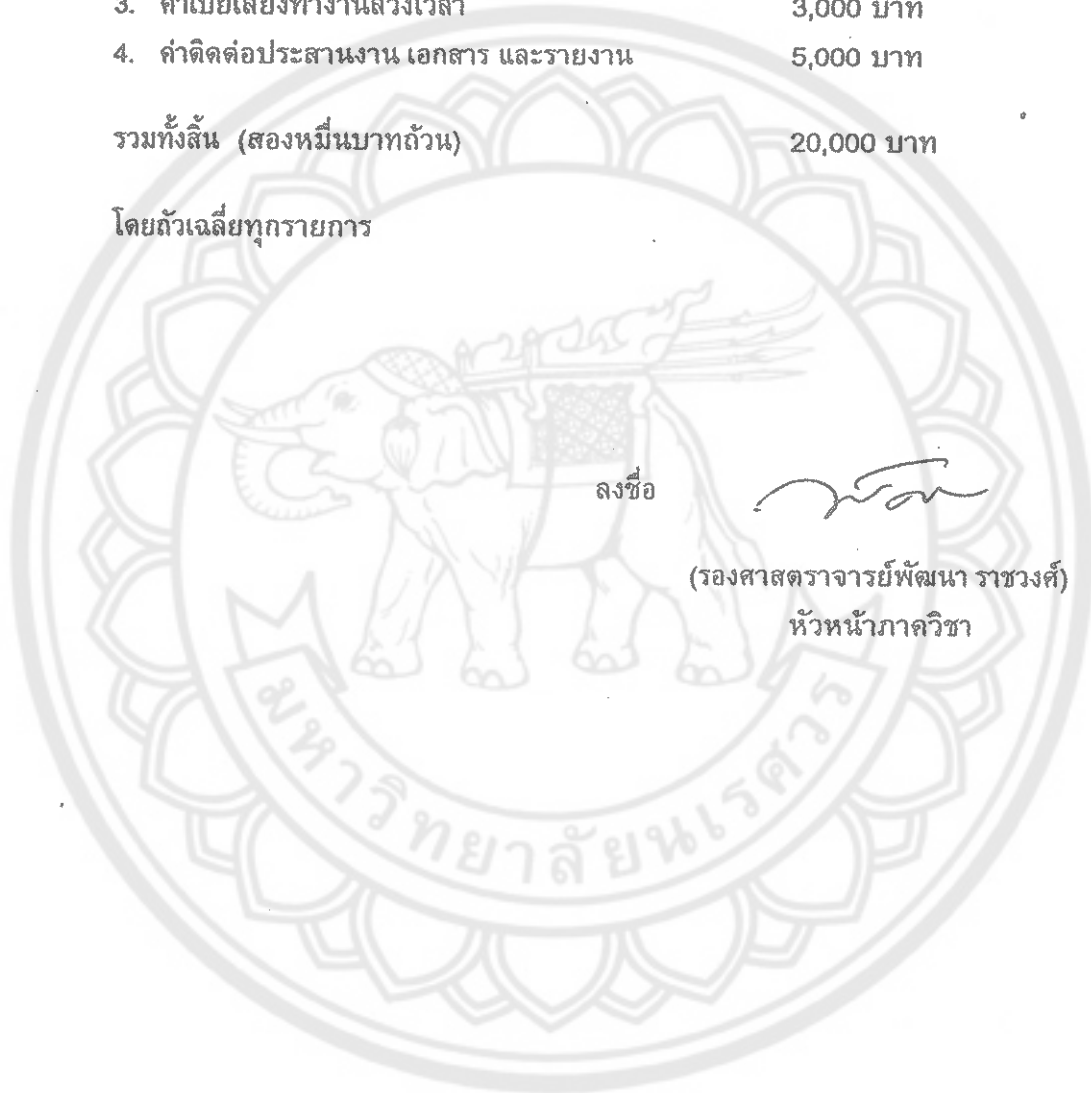 3. ค่าเบี้ยเลี้ยงทำงานล่วงเวลา 3,000 บาท
4. ค่าติดต่อประสานงาน เอกสาร และรายงาน 5,000 บาท
รวมทั้งสิ้น (สองหมื่นบาทถ้วน) 20,000 บาท
โดยถัวเฉลี่ยทุกรายการ
ลงชื่อ
(รองศาสตราจารย์พัฒนา ราชวงศ์)
หัวหน้าภาควิชา
มหาวิทยาลัยนเรศวร